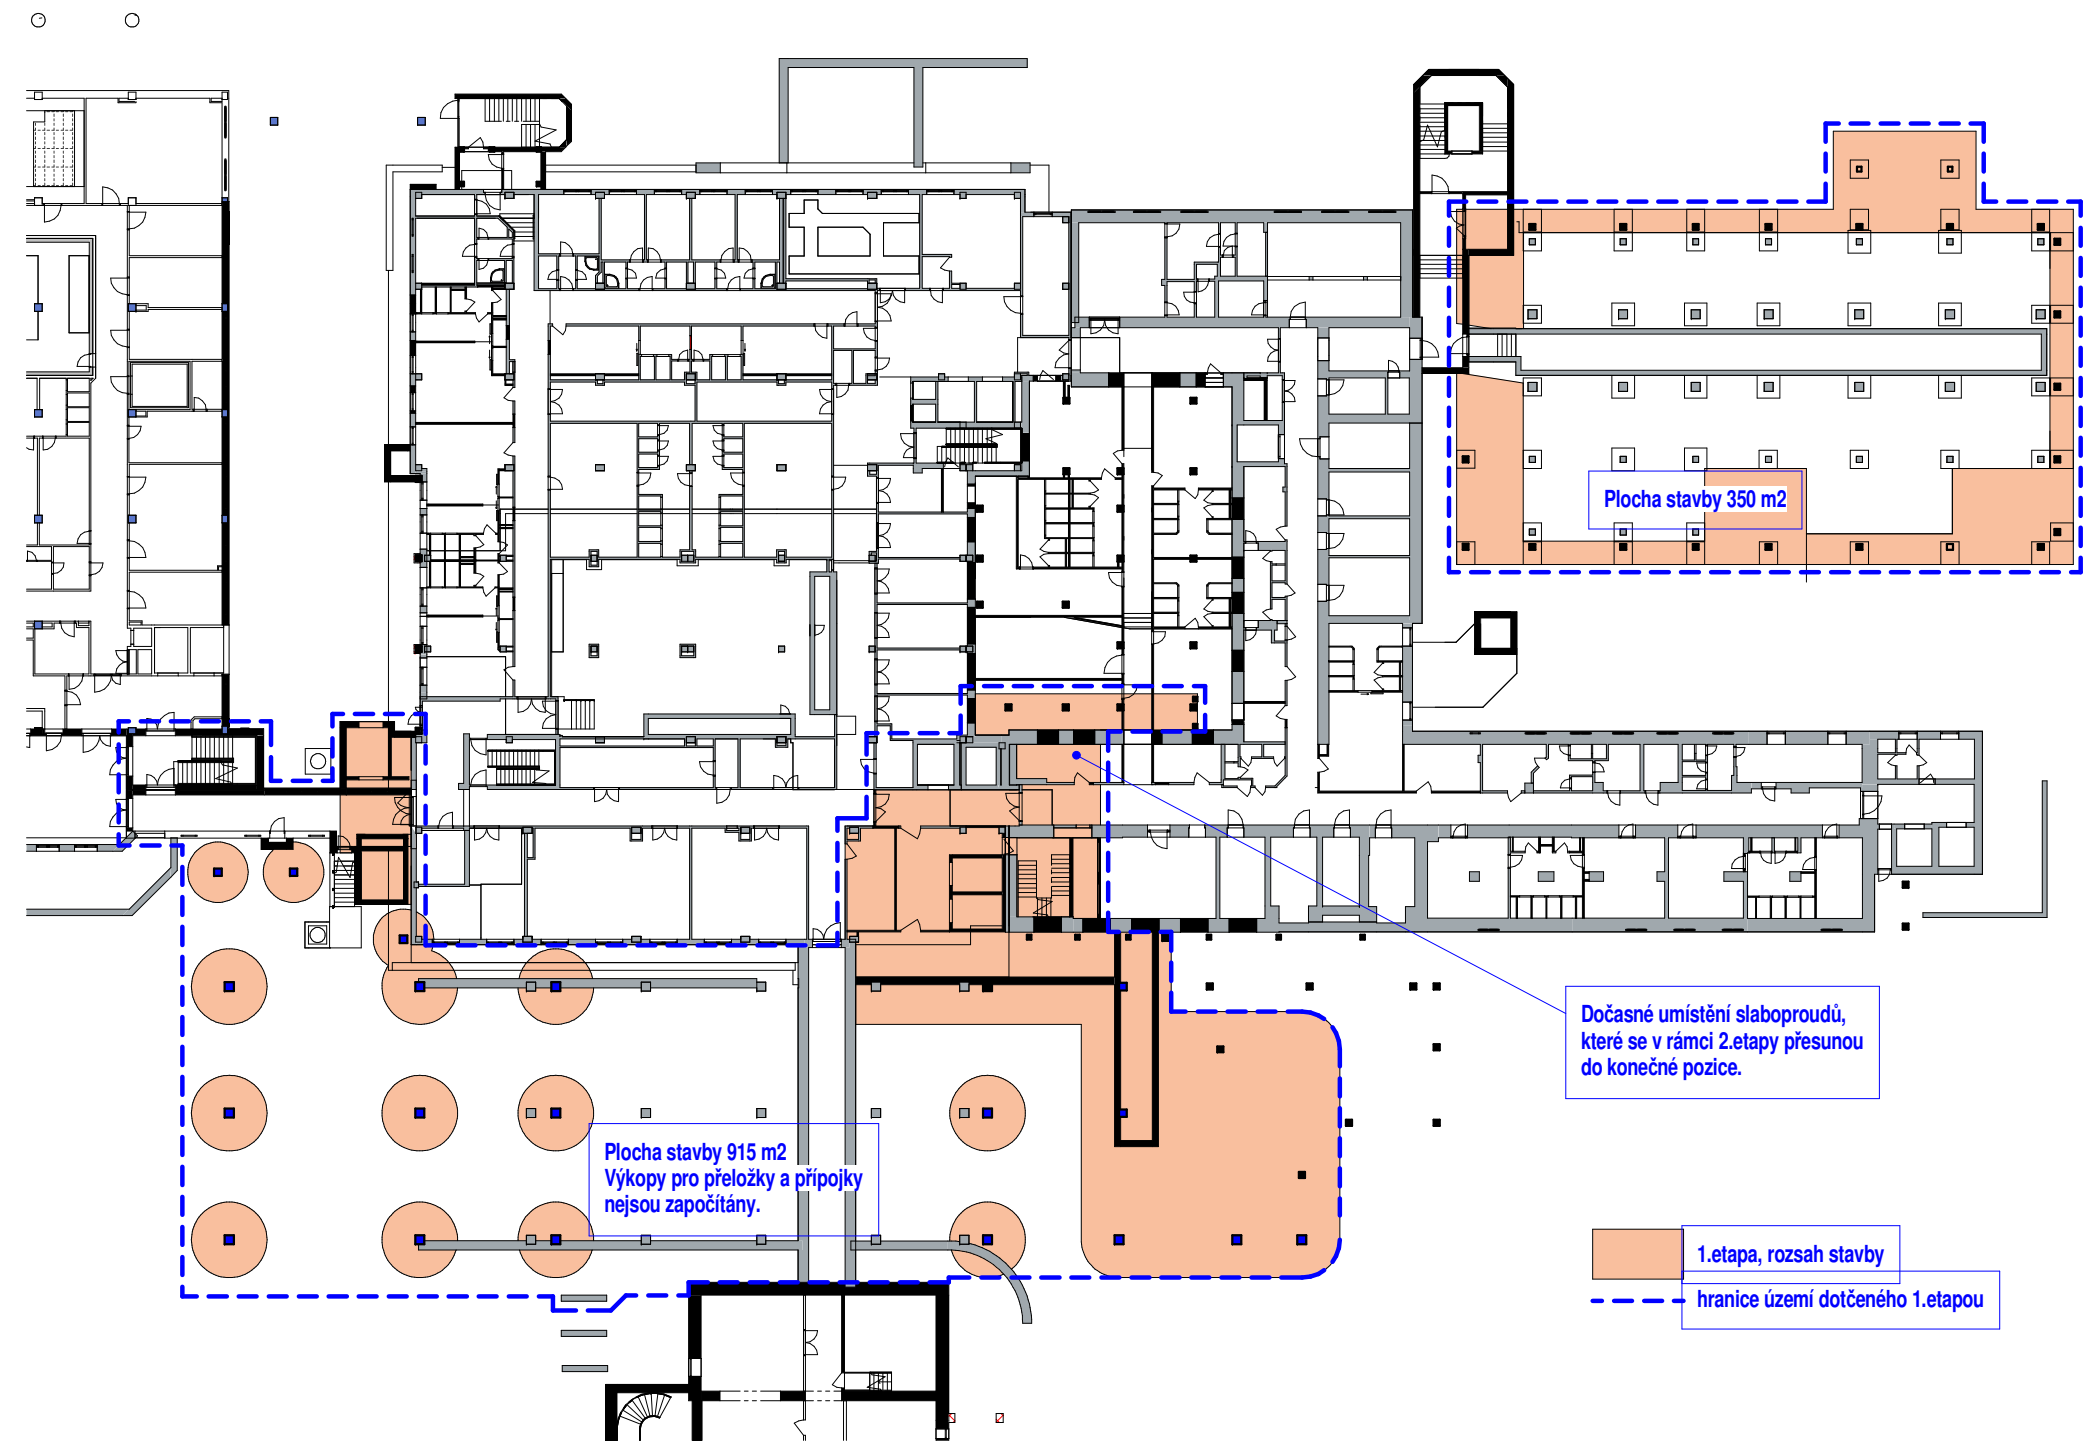 Plocha stavby 350 m2
Dočasné umístění slaboproudů,
které se v rámci 2.etapy přesunou
do konečné pozice.
Plocha stavby 915 m2
Výkopy pro přeložky a přípojky
nejsou započítány.
1.etapa, rozsah stavby
hranice území dotčeného 1.etapou